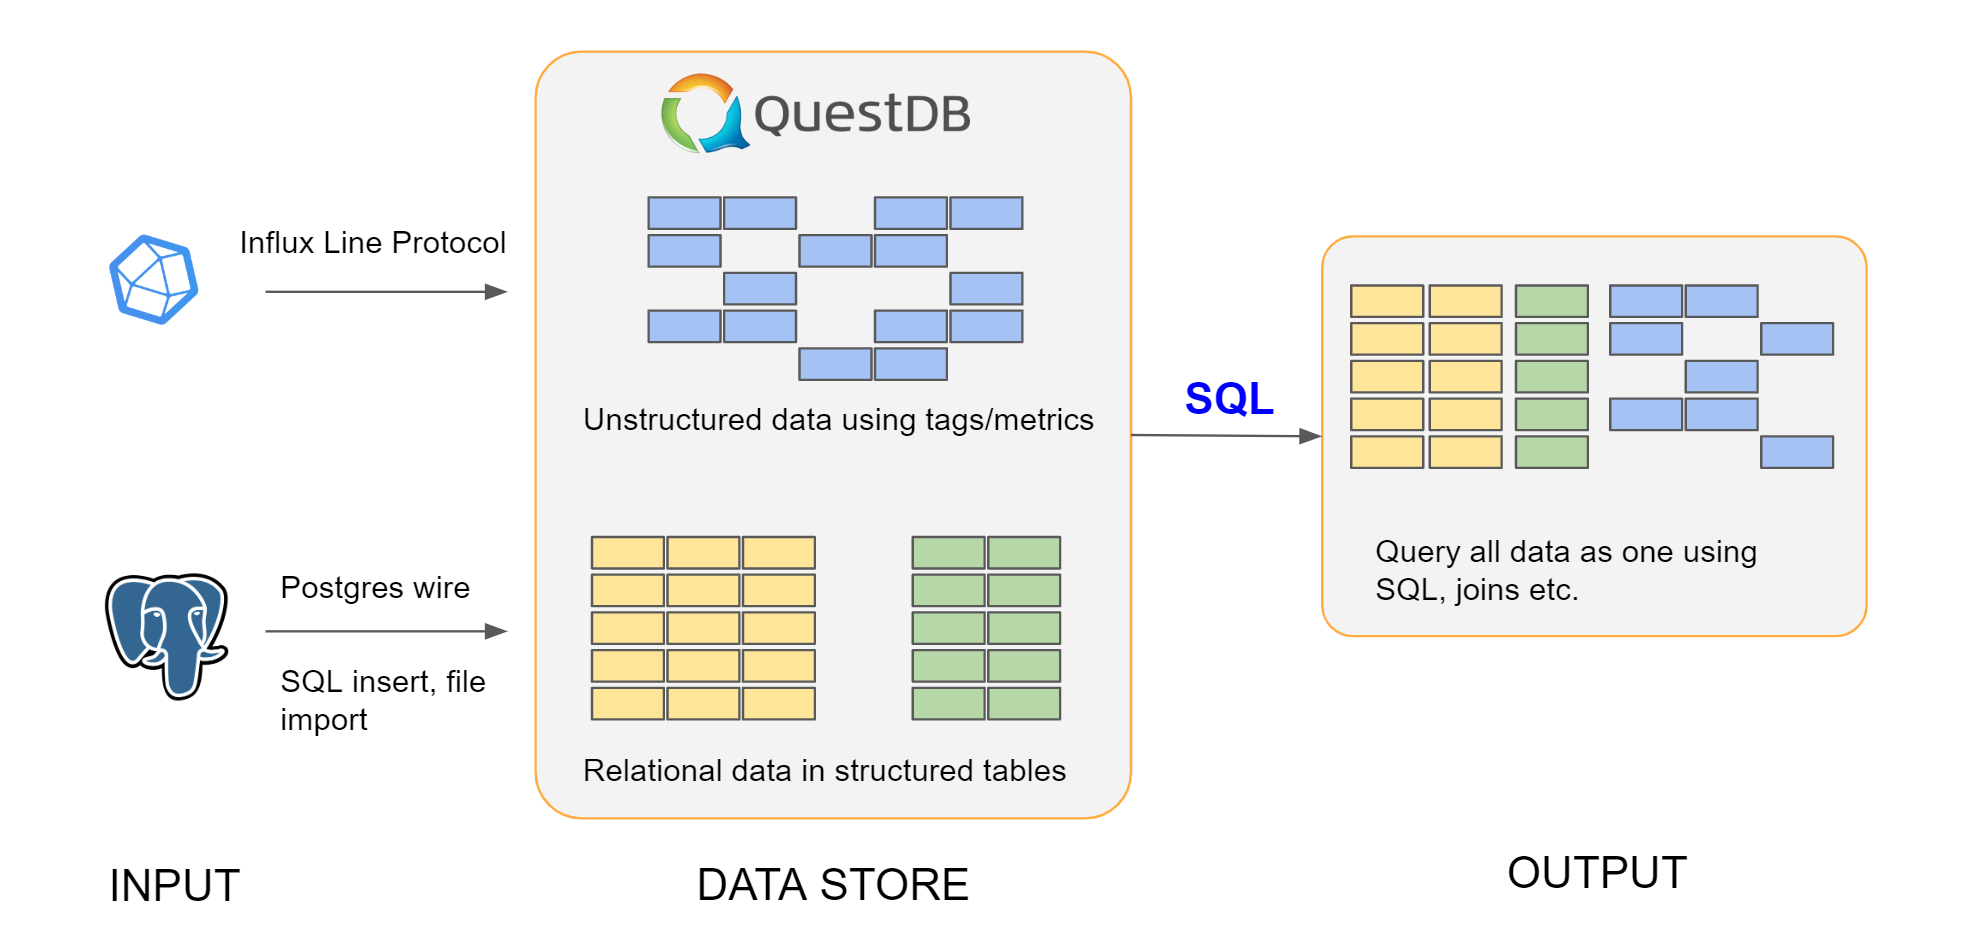 QuestDB
Influx Line Protocol
Unstructured data using tags/metrics
SQL
Postgres wire
SQL insert, file
import
Relational data in structured tables
Query all data as one using
SQL, joins etc.
INPUT
DATA STORE
OUTPUT